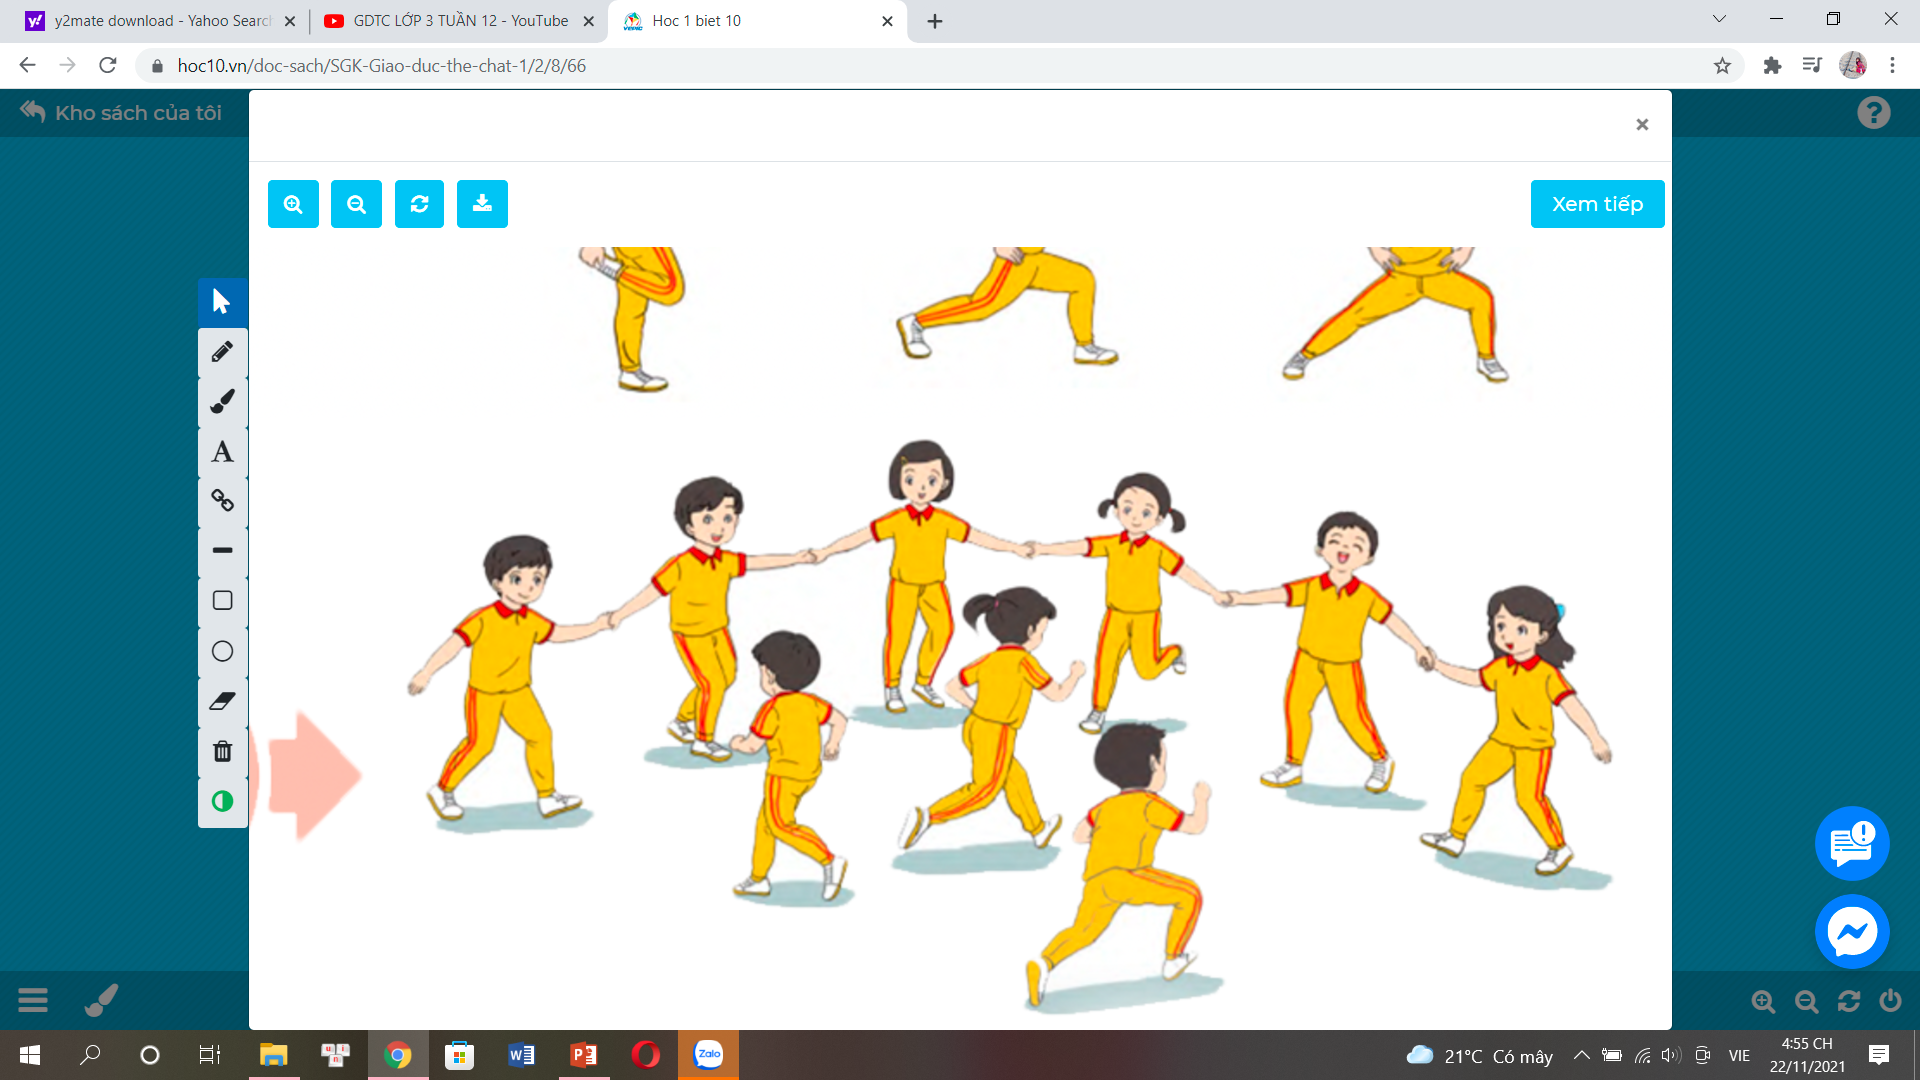 y2mate download - Yahoo Searc
GDTC LỚP 3 TUẦN 12 - YouTube
Hoc 1 biet 10
hoc10.vn/doc-sach/SGK-Giao-duc-the-chat-1/2/8/66
Kho sách của tôi
Xem tiếp
A
Zalo
21°C Có mây
VIE
4:55 CH
22/11/2021